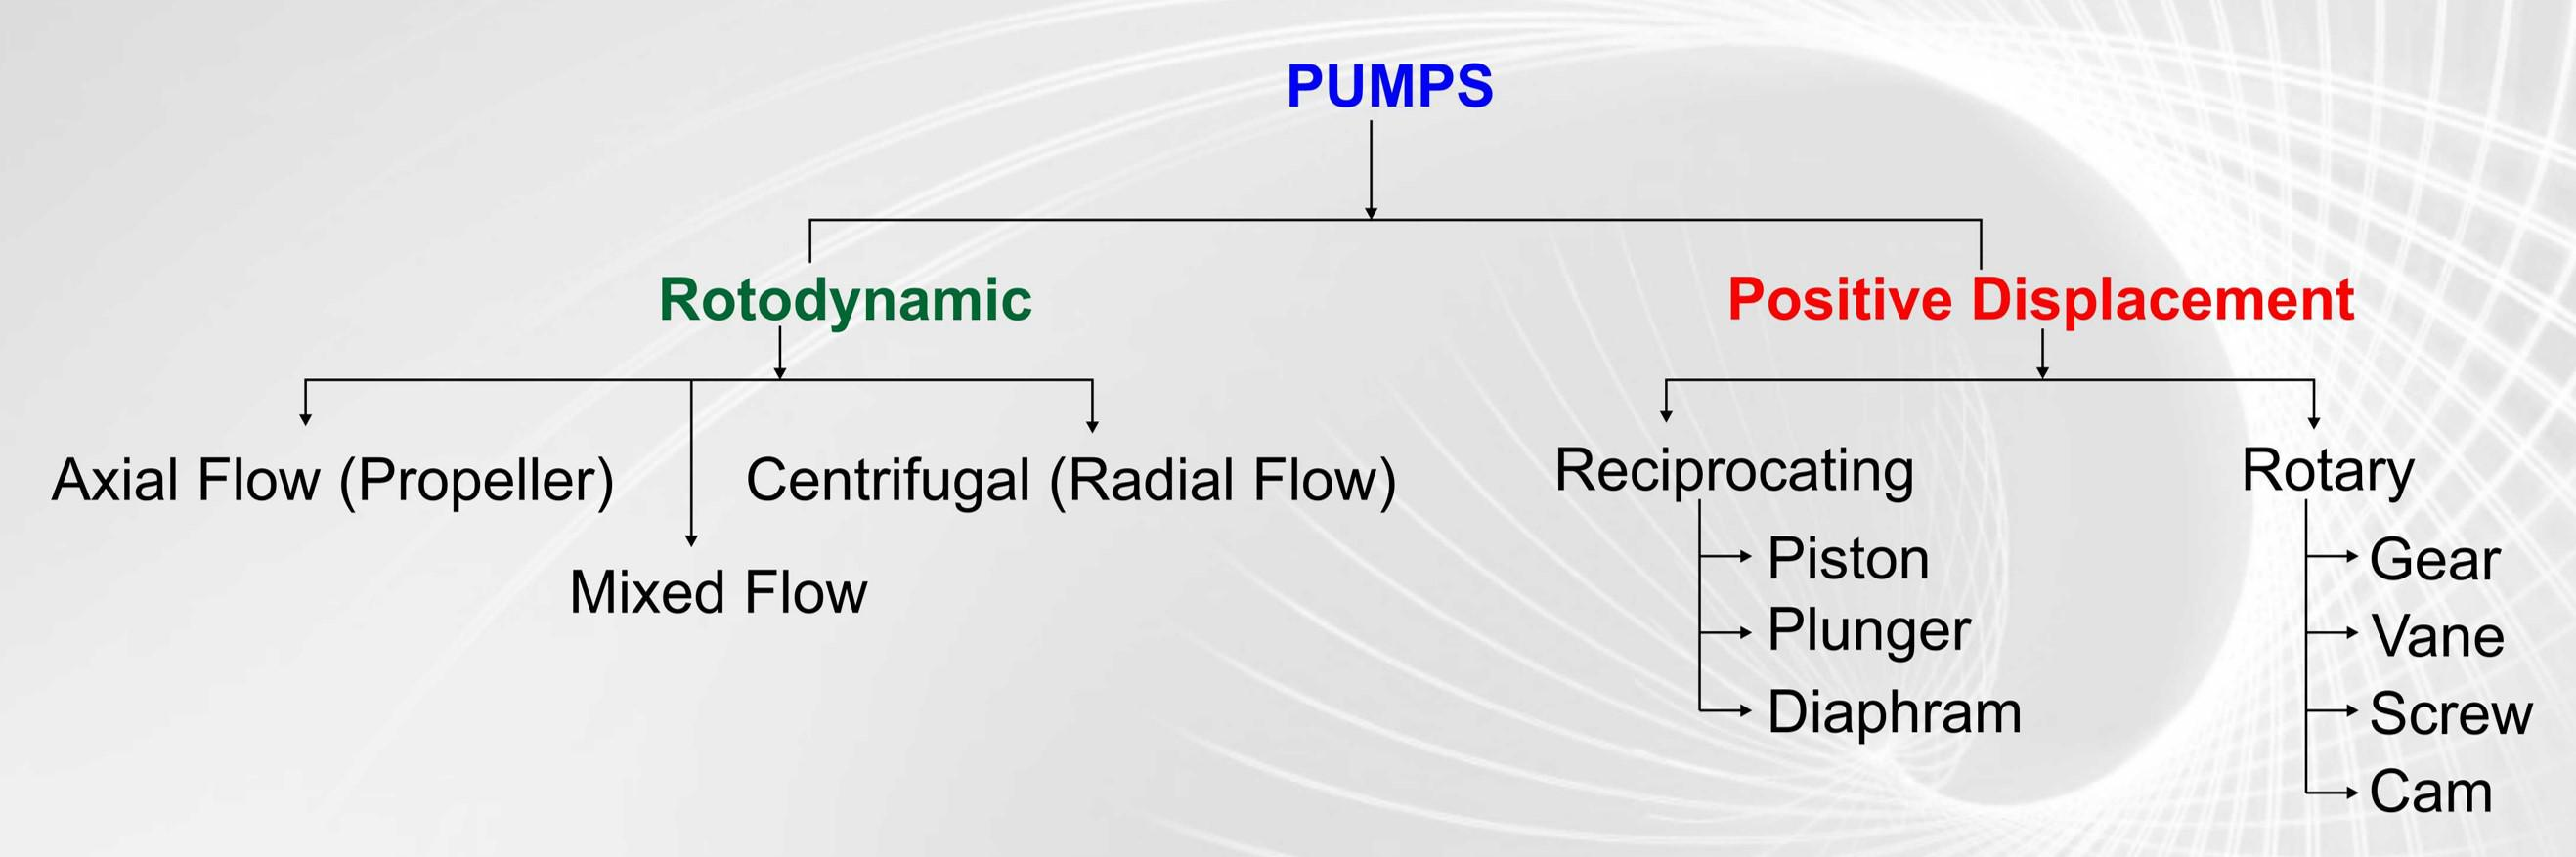 PUMPS
Rotodynamic
Positive Displacement
Axial Flow (Propeller)
Mixed Flow
Centrifugal (Radial Flow)
Reciprocating
Piston
Plunger
Diaphram
Rotary
Gear
Vane
Screw
Cam